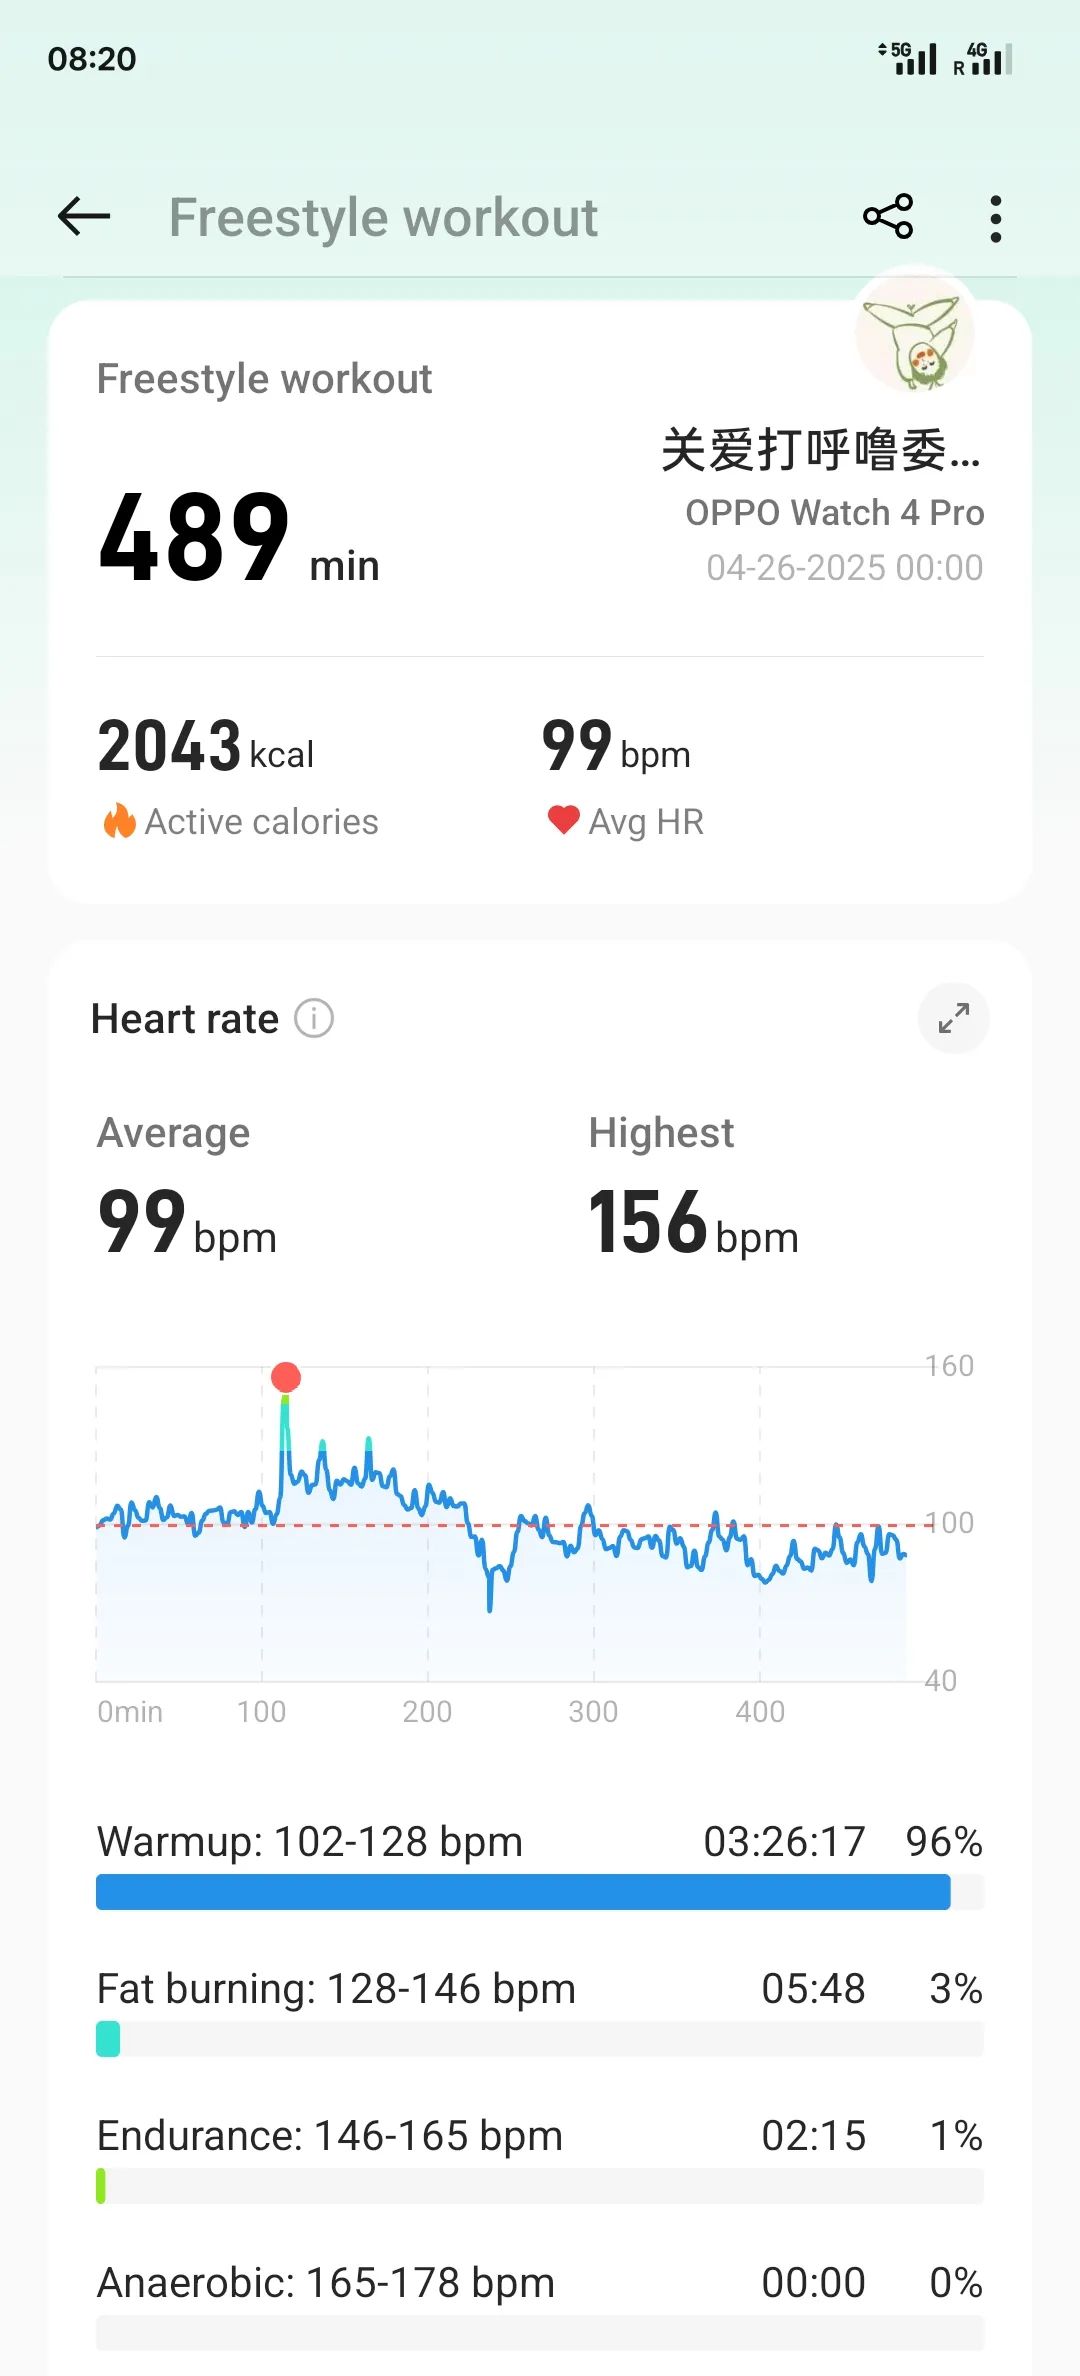 08:20
5G
R 4G
Freestyle workout
Freestyle workout
关爱打呼噜委...
489 min
OPPO Watch 4 Pro
04-26-2025 00:00
2043 kcal
99 bpm
Active calories
Avg HR
Heart rate
Average
Highest
99 bpm
156 bpm
160
100
40
0min 100 200 300 400
Warmup: 102-128 bpm 03:26:17 96%
Fat burning: 128-146 bpm 05:48 3%
Endurance: 146-165 bpm 02:15 1%
Anaerobic: 165-178 bpm 00:00 0%